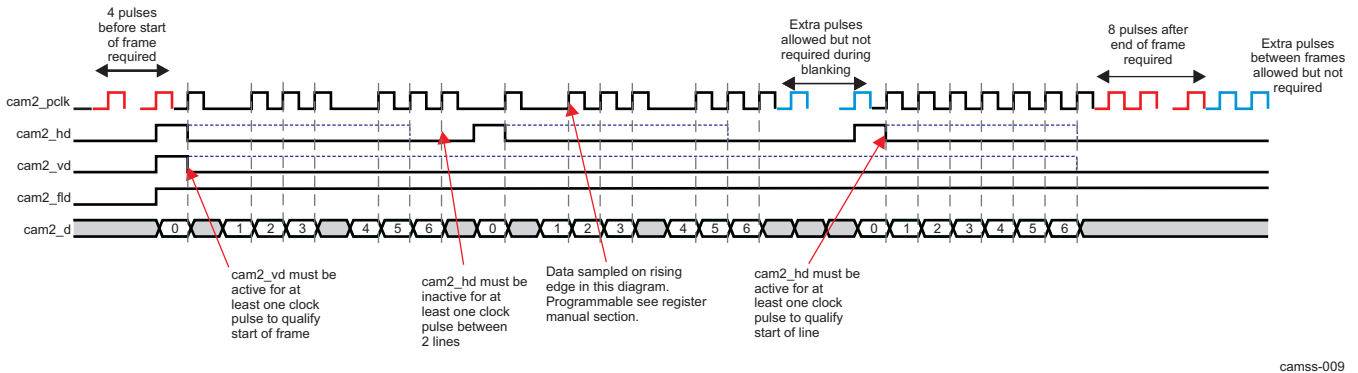 4 pulses
before start
of frame
required
Extra pulses
allowed but not
required during
blanking
8 pulses after
end of frame
required
Extra pulses
between frames
allowed but not
required
cam2_pclk
cam2_hd
cam2_vd
cam2_fld
cam2_d
0 1 2 3 4 5 6 0 1 2 3 4 5 6 0 1 2 3 4 5 6
cam2_vd must be
active for at
least one clock
pulse to qualify
start of frame
cam2_hd must be
inactive for at
least one clock
pulse between
2 lines
Data sampled on rising
edge in this diagram.
Programmable see register
manual section.
cam2_hd must be
active for at
least one clock
pulse to qualify
start of line
camss-009